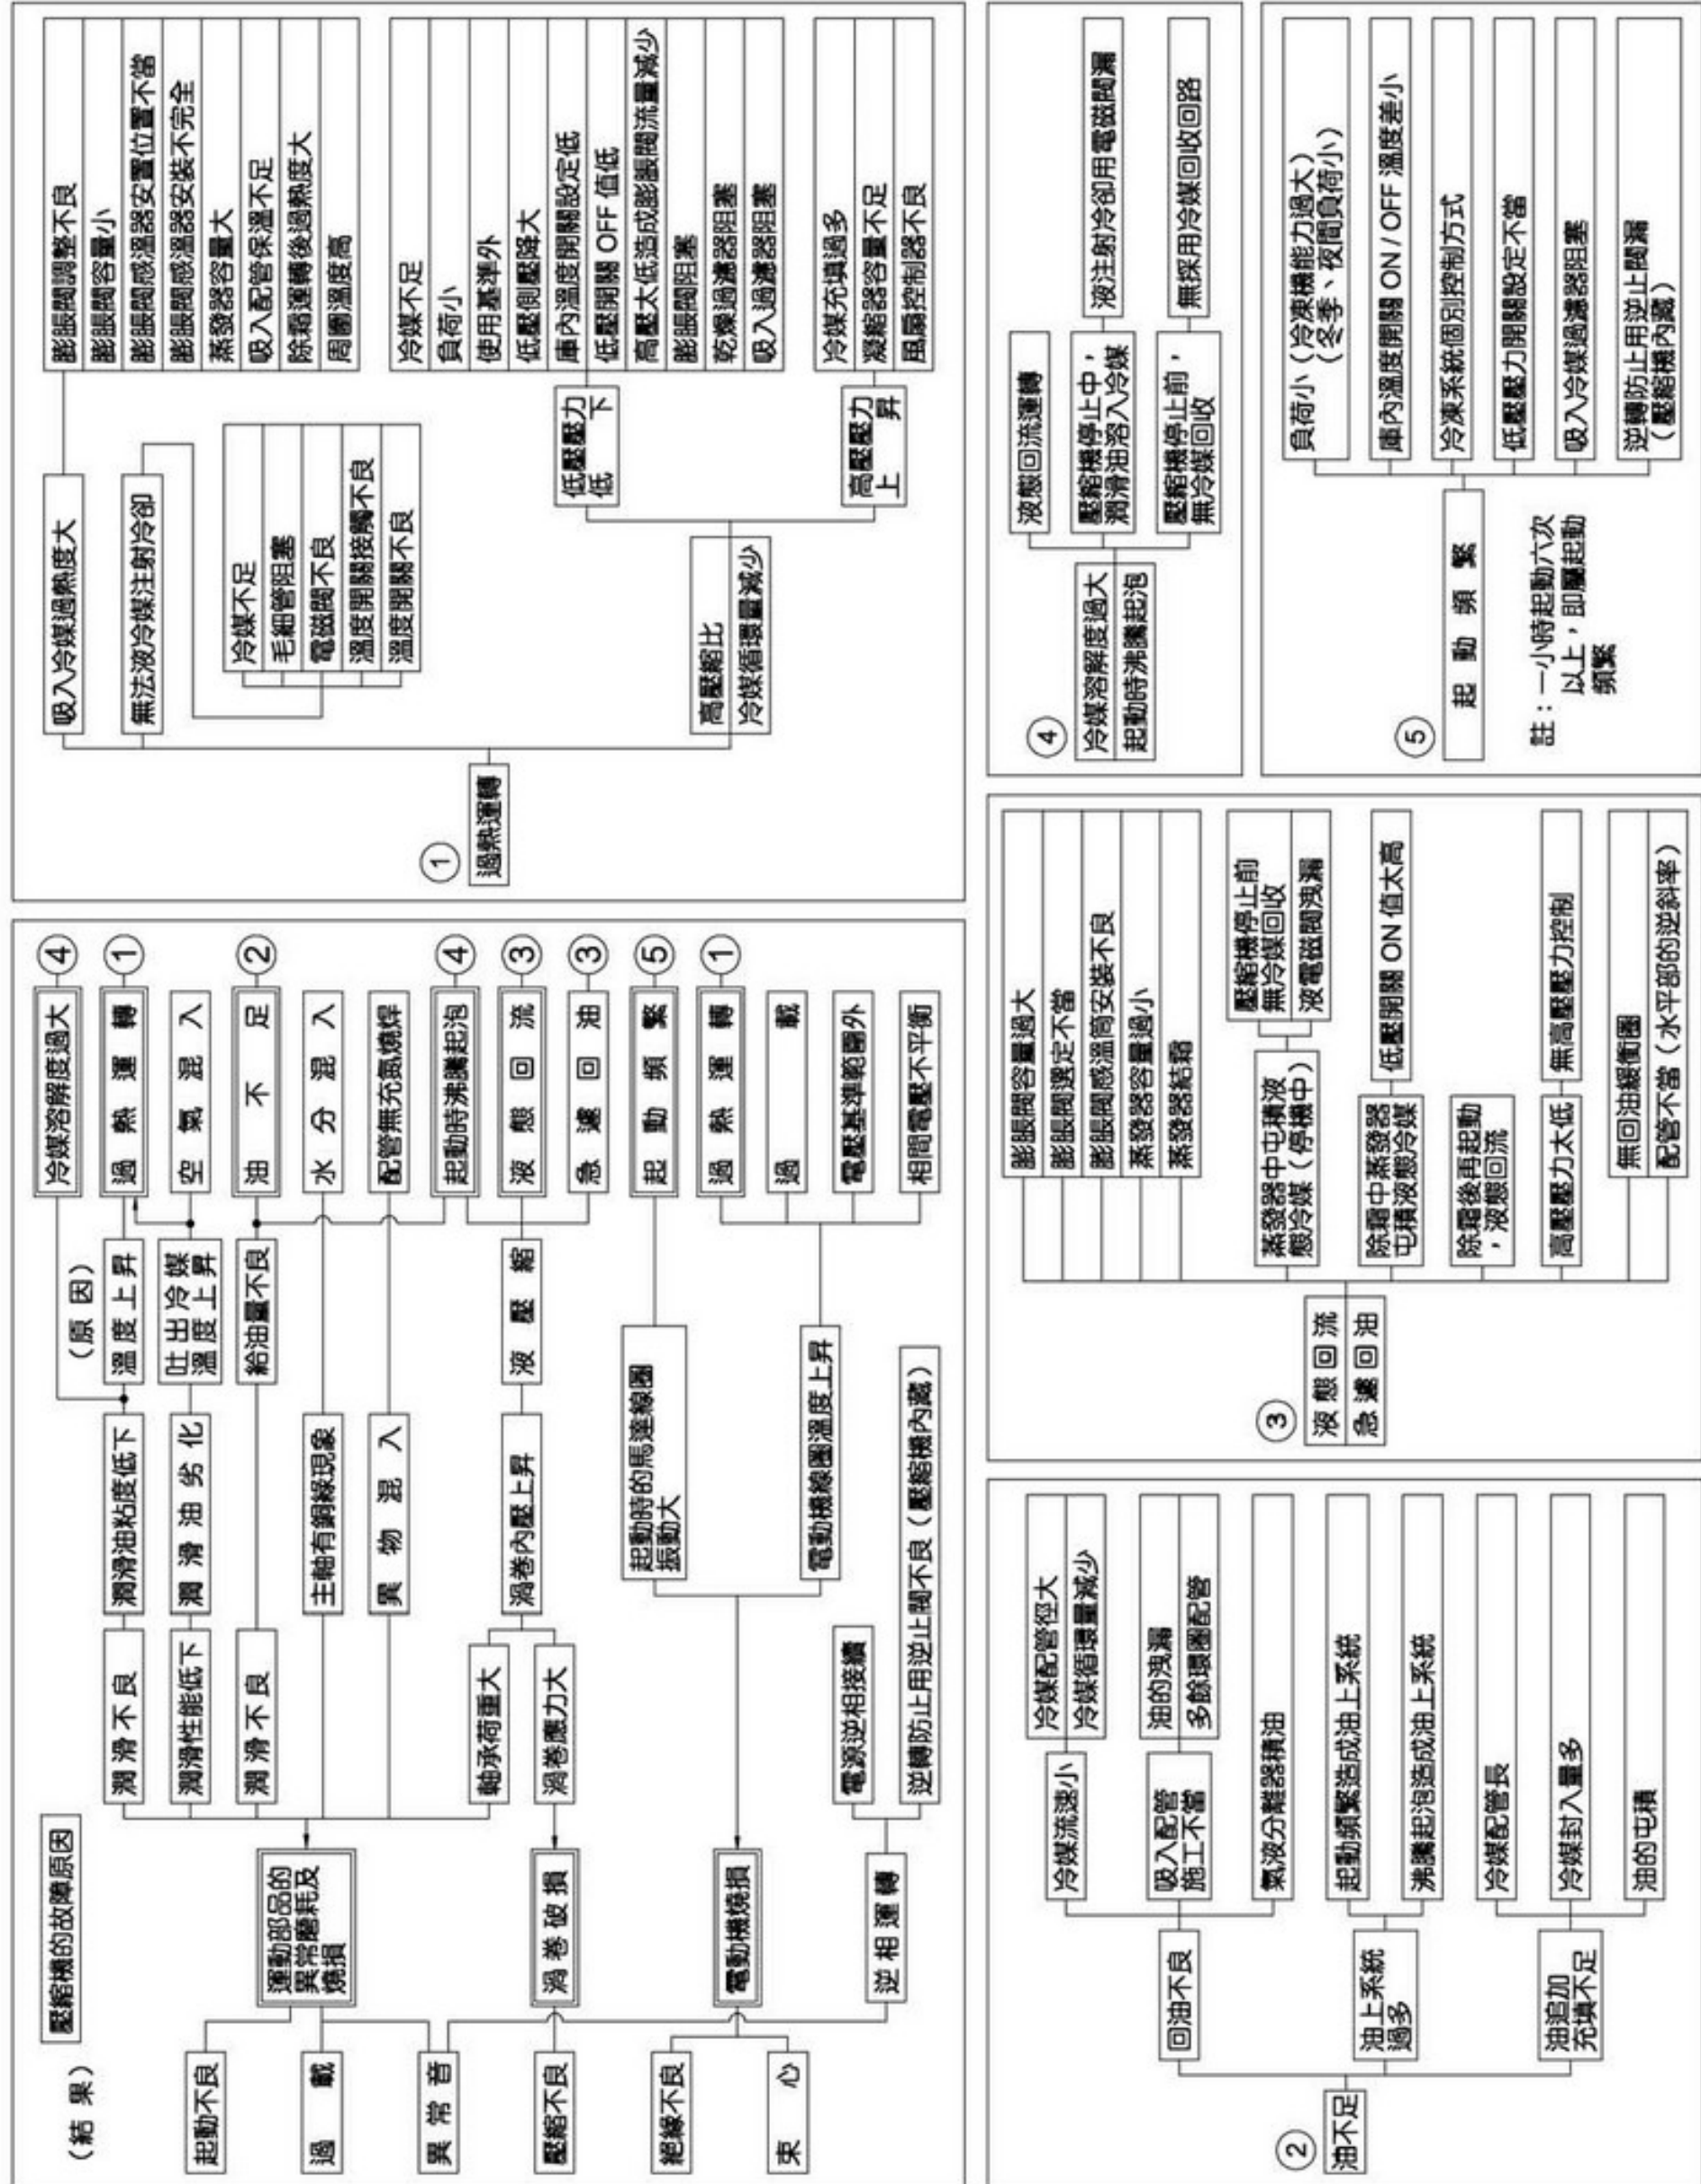 壓縮機的故障原因
（結 果）
（原 因）
起動不良
過 載
異 常 音
壓縮不良
絕緣不良
束 心
運動部品的
異常磨耗及
燒損
渦 卷 破 損
電動機燒損
逆 相 運 轉
潤 滑 不 良
潤滑性能低下
潤 滑 不 良
軸承荷重大
渦卷應力大
電源逆相接續
逆轉防止用逆止閥不良（壓縮機內藏）
潤滑油粘度低下
潤 滑 油 劣 化
主軸有銅綠現象
異 物 混 入
渦卷內壓上昇
起動時的馬達線圈
振動大
電動機線圈溫度上昇
溫 度 上 昇
吐 出 冷 媒
溫 度 上 昇
給油量不良
液 壓 縮
冷媒溶解度過大
④
過 熱 運 轉
①
空 氣 混 入
油 不 足
②
水 分 混 入
配管無充氮燒焊
起動時沸騰起泡
④
液 態 回 流
③
急 遽 回 油
③
起 動 頻 繁
⑤
過 熱 運 轉
①
過 載
電壓基準範圍外
相間電壓不平衡
①
過熱運轉
吸入冷媒過熱度大
膨脹閥調整不良
膨脹閥容量小
膨脹閥感溫器安置位置不當
膨脹閥感溫器安裝不完全
蒸發器容量大
吸入配管保溫不足
除霜運轉後過熱度大
周圍溫度高
無法液冷媒注射冷卻
冷媒不足
毛細管阻塞
電磁閥不良
溫度開關接觸不良
溫度開關不良
高壓縮比
冷媒循環量減少
低壓壓力
低 下
冷媒不足
負荷小
使用基準外
低壓側壓降大
庫內溫度開關設定低
低壓開關 OFF 值低
高壓太低造成膨脹閥流量減少
膨脹閥阻塞
乾燥過濾器阻塞
吸入過濾器阻塞
高壓壓力
上 昇
冷媒充填過多
凝縮器容量不足
風扇控制器不良
②
油不足
回油不良
冷媒流速小
冷媒配管徑大
冷媒循環量減少
吸入配管
施工不當
油的洩漏
多餘環圈配管
氣液分離器積油
油上系統
過多
起動頻繁造成油上系統
沸騰起泡造成油上系統
油追加
充填不足
冷媒配管長
冷媒封入量多
油的屯積
③
液 態 回 流
急 遽 回 油
膨脹閥容量過大
膨脹閥選定不當
膨脹閥感溫筒安裝不良
蒸發器容量過小
蒸發器結霜
蒸發器中屯積液
態冷媒（停機中）
壓縮機停止前
無冷媒回收
液電磁閥洩漏
除霜中蒸發器
屯積液態冷媒
低壓開關 ON 值太高
除霜後再起動
，液態回流
高壓壓力太低
無高壓壓力控制
無回油緩衝圈
配管不當（水平部的逆斜率）
④
冷媒溶解度過大
起動時沸騰起泡
液態回流運轉
壓縮機停止中，
潤滑油溶入冷媒
液注射冷卻用電磁閥漏
壓縮機停止前，
無冷媒回收
無採用冷媒回收回路
⑤
起 動 頻 繁
負荷小（冷凍機能力過大）
（冬季、夜間負荷小）
庫內溫度開關 ON / OFF 溫度差小
冷凍系統個別控制方式
低壓壓力開關設定不當
吸入冷媒過濾器阻塞
逆轉防止用逆止閥漏
（壓縮機內藏）
註：一小時起動六次
以上，即屬起動
頻繁